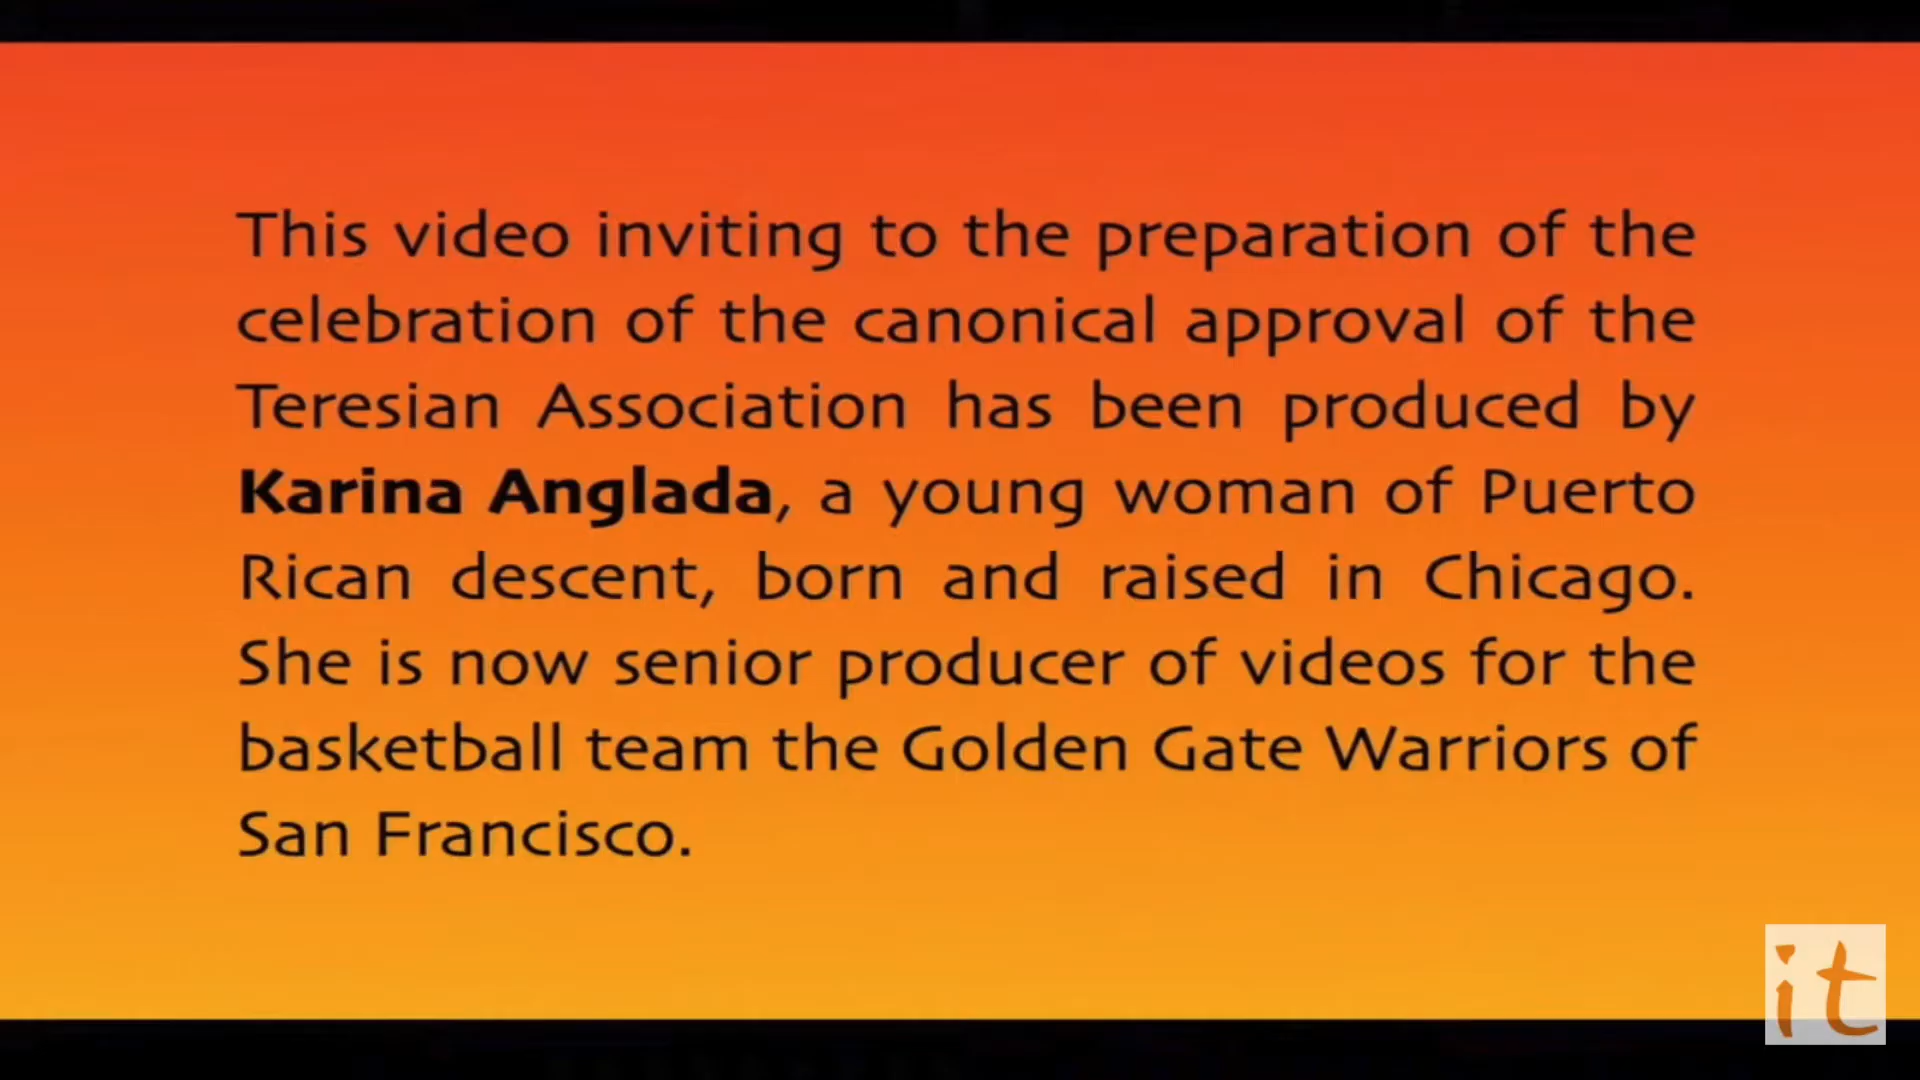 This video inviting to the preparation of the
celebration of the canonical approval of the
Teresian Association has been produced by
Karina Anglada, a young woman of Puerto
Rican descent, born and raised in Chicago.
She is now senior producer of videos for the
basketball team the Golden Gate Warriors of
San Francisco.
it